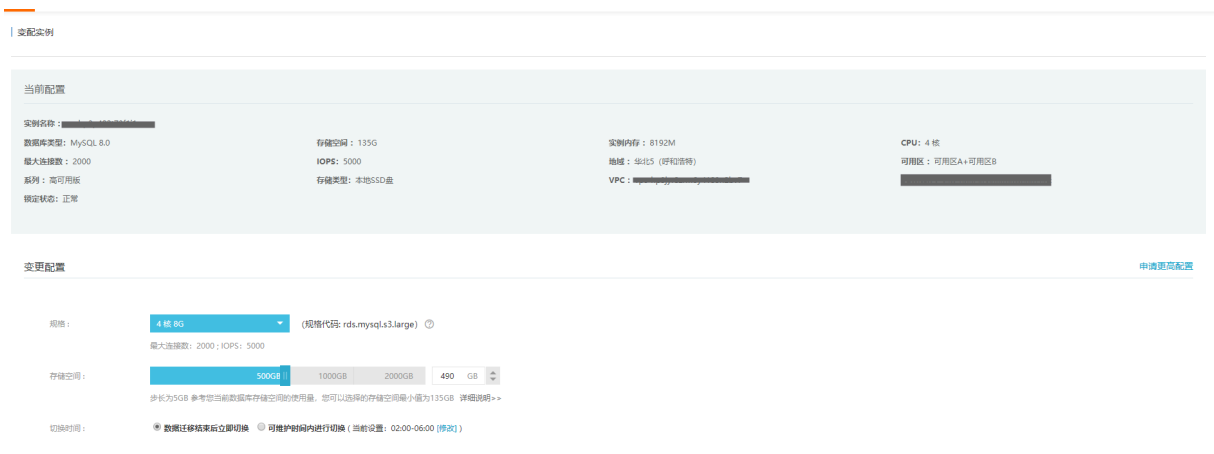 变配实例
当前配置
实例名称：
数据库类型: MySQL 8.0 存储空间：135G 实例内存：8192M CPU: 4 核
最大连接数：2000 IOPS: 5000 地域：华北5（呼和浩特） 可用区：可用区A+可用区B
系列：高可用版 存储类型: 本地SSD盘 VPC：
锁定状态: 正常
变更配置 申请更高配置
规格： 4 核 8G （规格代码: rds.mysql.s3.large）
最大连接数：2000 ; IOPS：5000
存储空间： 500GB 1000GB 2000GB 490 GB
步长为5GB 参考您当前数据库存储空间的使用量，您可以选择的存储空间最小值为135GB 详细说明>>
切换时间： 数据迁移结束后立即切换 可维护时间内进行切换 ( 当前设置：02:00-06:00 [修改] )